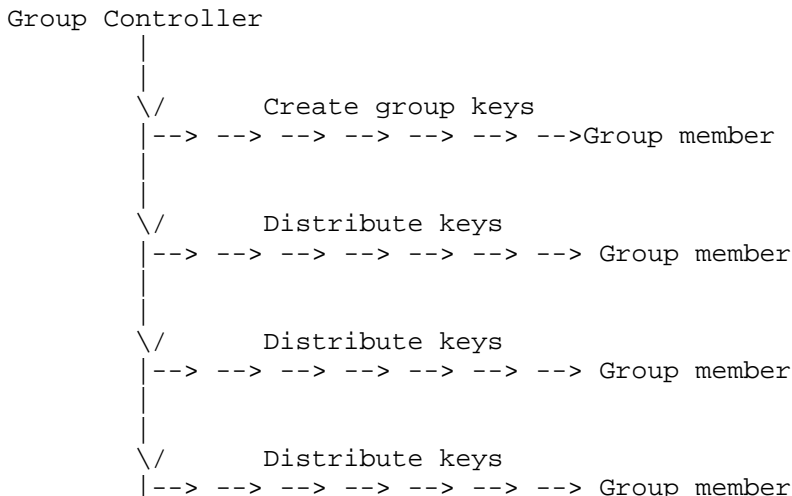 Group Controller
|
|
\/ Create group keys
|--> --> --> --> --> --> -->Group member
|
|
\/ Distribute keys
|--> --> --> --> --> --> --> Group member
|
|
\/ Distribute keys
|--> --> --> --> --> --> --> Group member
|
|
\/ Distribute keys
|--> --> --> --> --> --> --> Group member